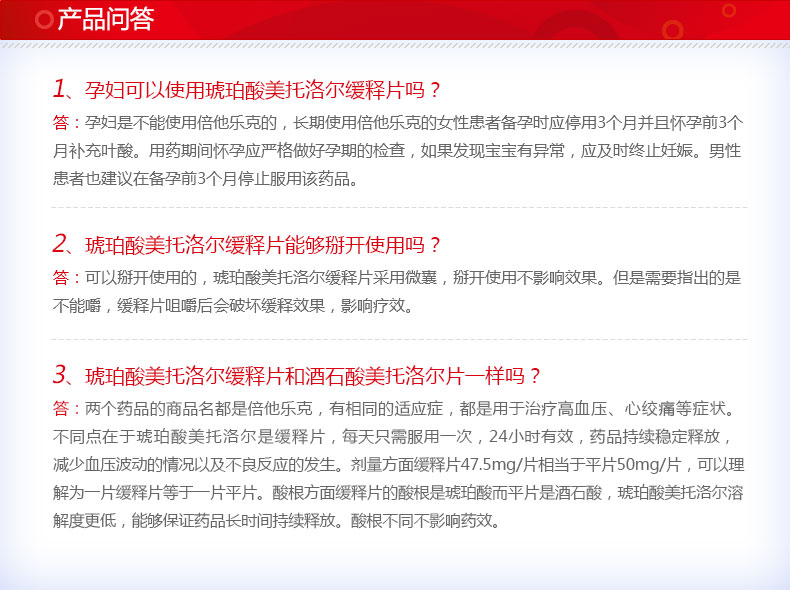 产品问答
1、孕妇可以使用琥珀酸美托洛尔缓释片吗？
答：孕妇是不能使用倍他乐克的，长期使用倍他乐克的女性患者备孕时应停用3个月并且怀孕前3个
月补充叶酸。用药期间怀孕应严格做好孕期的检查，如果发现宝宝有异常，应及时终止妊娠。男性
患者也建议在备孕前3个月停止服用该药品。
2、琥珀酸美托洛尔缓释片能够掰开使用吗？
答：可以掰开使用的，琥珀酸美托洛尔缓释片采用微囊，掰开使用不影响效果。但是需要指出的是
不能嚼，缓释片咀嚼后会破坏缓释效果，影响疗效。
3、琥珀酸美托洛尔缓释片和酒石酸美托洛尔片一样吗？
答：两个药品的商品名都是倍他乐克，有相同的适应症，都是用于治疗高血压、心绞痛等症状。
不同点在于琥珀酸美托洛尔是缓释片，每天只需服用一次，24小时有效，药品持续稳定释放，
减少血压波动的情况以及不良反应的发生。剂量方面缓释片47.5mg/片相当于平片50mg/片，可以理
解为一片缓释片等于一片平片。酸根方面缓释片的酸根是琥珀酸而平片是酒石酸，琥珀酸美托洛尔溶
解度更低，能够保证药品长时间持续释放。酸根不同不影响药效。